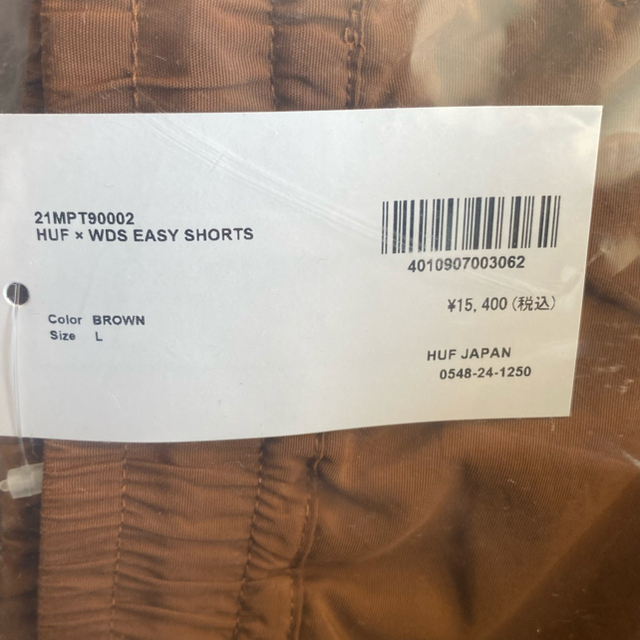 21MPT90002
HUF × WDS EASY SHORTS
4010907003062
Color BROWN
Size L
¥15,400(税込)
HUF JAPAN
0548-24-1250